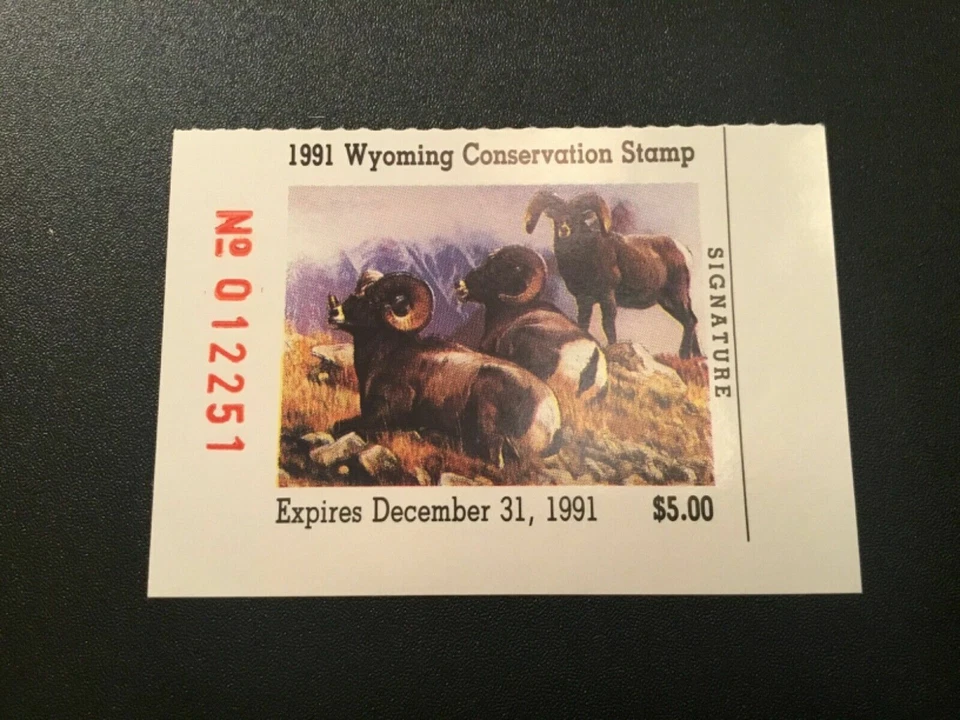 1991 Wyoming Conservation Stamp
Nº 012251
SIGNATURE
Expires December 31, 1991 $5.00